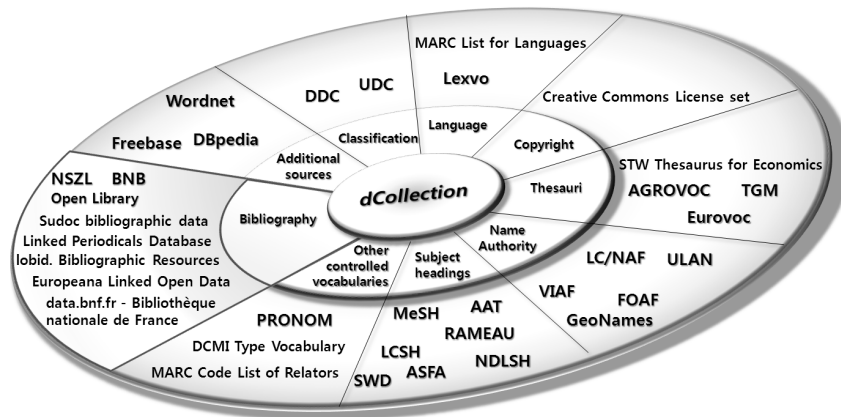 MARC List for Languages
Lexvo
DDC
UDC
Wordnet
Freebase
DBpedia
Creative Commons License set
Classification
Language
Copyright
Additional
sources
dCollection
Thesauri
Bibliography
Name
Authority
Other
controlled
vocabularies
Subject
headings
STW Thesaurus for Economics
AGROVOC
TGM
Eurovoc
NSZL
BNB
Open Library
Sudoc bibliographic data
Linked Periodicals Database
lobid. Bibliographic Resources
Europeana Linked Open Data
data.bnf.fr - Bibliothèque
nationale de France
LC/NAF
ULAN
VIAF
FOAF
GeoNames
PRONOM
DCMI Type Vocabulary
MARC Code List of Relators
MeSH
AAT
RAMEAU
LCSH
NDLSH
SWD
ASFA